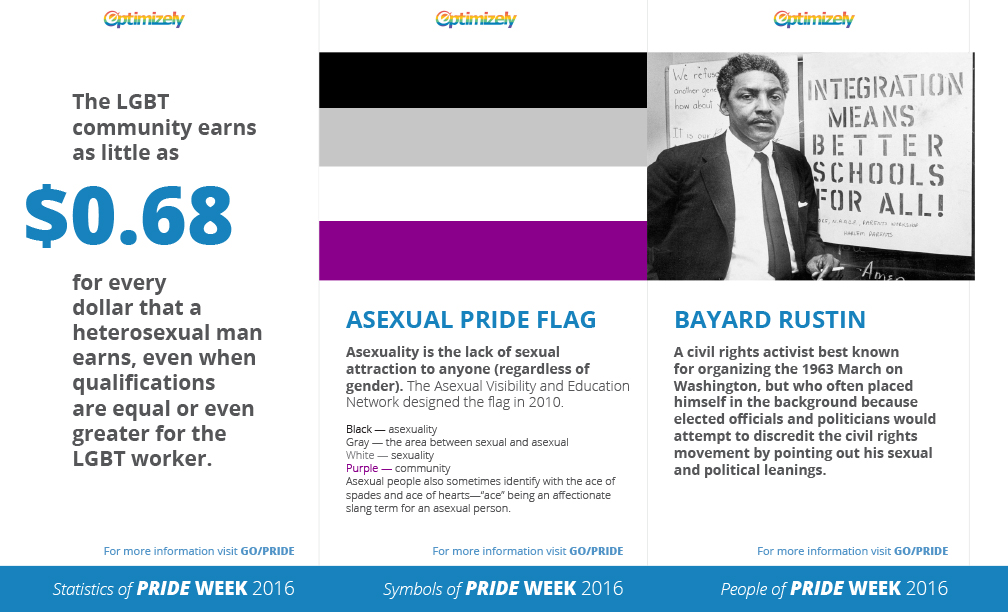 Optimizely
The LGBT
community earns
as little as
$0.68
for every
dollar that a
heterosexual man
earns, even when
qualifications
are equal or even
greater for the
LGBT worker.
For more information visit GO/PRIDE
Statistics of PRIDE WEEK 2016
Optimizely
ASEXUAL PRIDE FLAG
Asexuality is the lack of sexual
attraction to anyone (regardless of
gender). The Asexual Visibility and Education
Network designed the flag in 2010.
Black — asexuality
Gray — the area between sexual and asexual
White — sexuality
Purple — community
Asexual people also sometimes identify with the ace of
spades and ace of hearts—“ace” being an affectionate
slang term for an asexual person.
For more information visit GO/PRIDE
Symbols of PRIDE WEEK 2016
Optimizely
We refuse
another gene
how about
It is our
INTEGRATION
MEANS
BETTER
SCHOOLS
FOR ALL!
N.A.A.C.P., PARENTS WORKSHOP
HARLEM PARENTS
Amer
BAYARD RUSTIN
A civil rights activist best known
for organizing the 1963 March on
Washington, but who often placed
himself in the background because
elected officials and politicians would
attempt to discredit the civil rights
movement by pointing out his sexual
and political leanings.
For more information visit GO/PRIDE
People of PRIDE WEEK 2016